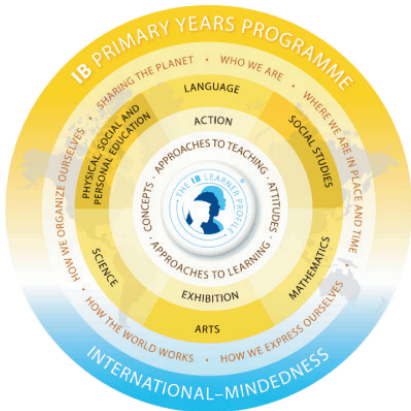 IB PRIMARY YEARS PROGRAMME
SHARING THE PLANET • WHO WE ARE • WHERE WE ARE IN PLACE AND TIME • HOW WE EXPRESS OURSELVES • HOW THE WORLD WORKS • HOW WE ORGANIZE OURSELVES •
LANGUAGE
SOCIAL STUDIES
MATHEMATICS
ARTS
SCIENCE
PHYSICAL, SOCIAL AND
PERSONAL EDUCATION
ACTION
EXHIBITION
APPROACHES TO TEACHING · ATTITUDES · APPROACHES TO LEARNING · CONCEPTS ·
THE IB LEARNER PROFILE
®
INTERNATIONAL–MINDEDNESS